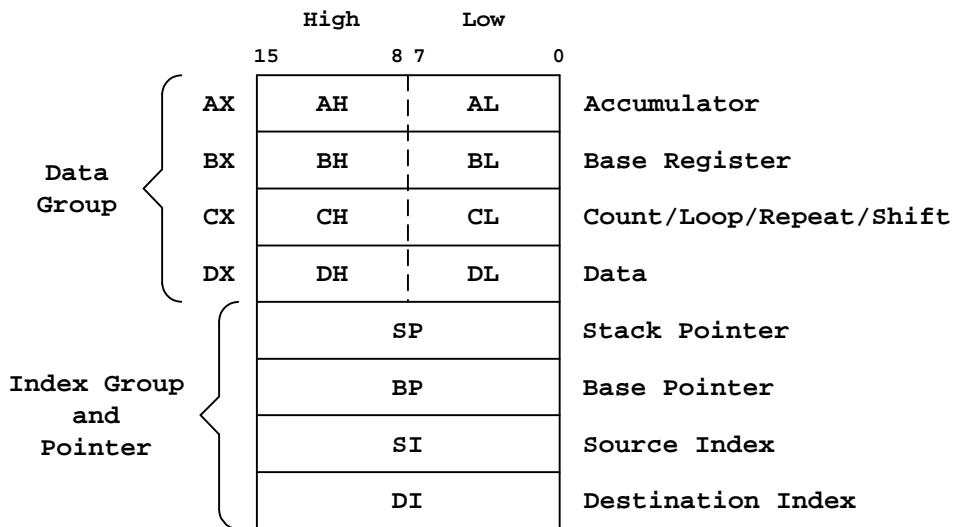 High Low
15 8 7 0
AX AH AL Accumulator
BX BH BL Base Register
Data
Group
CX CH CL Count/Loop/Repeat/Shift
DX DH DL Data
SP Stack Pointer
Index Group
and
Pointer
BP Base Pointer
SI Source Index
DI Destination Index